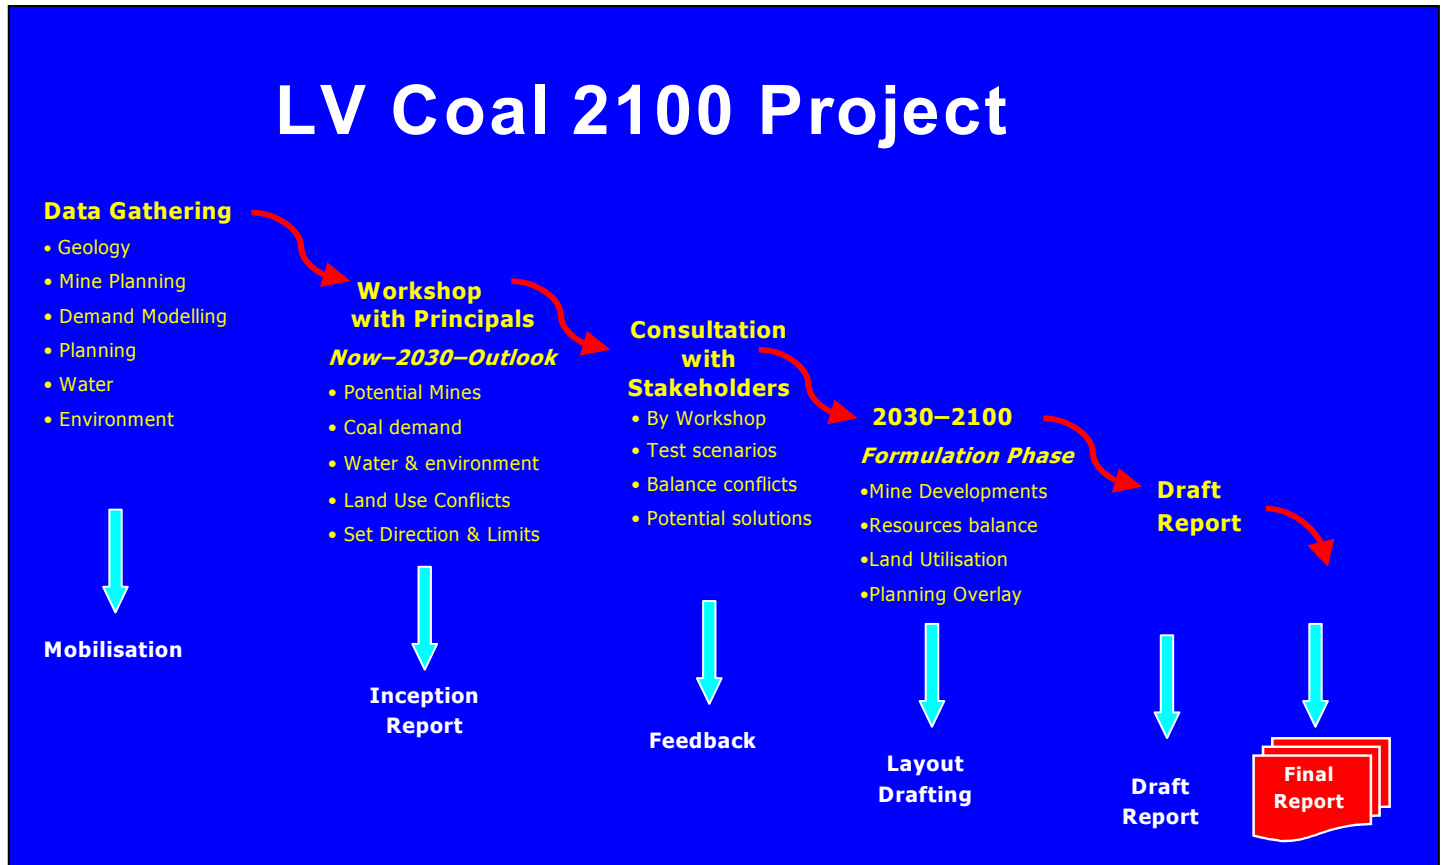 LV Coal 2100 Project
Data Gathering
• Geology
• Mine Planning
• Demand Modelling
• Planning
• Water
• Environment
Mobilisation
Workshop
with Principals
Now–2030–Outlook
• Potential Mines
• Coal demand
• Water & environment
• Land Use Conflicts
• Set Direction & Limits
Inception
Report
Consultation
with
Stakeholders
• By Workshop
• Test scenarios
• Balance conflicts
• Potential solutions
Feedback
2030–2100
Formulation Phase
•Mine Developments
•Resources balance
•Land Utilisation
•Planning Overlay
Layout
Drafting
Draft
Report
Draft
Report
Final
Report